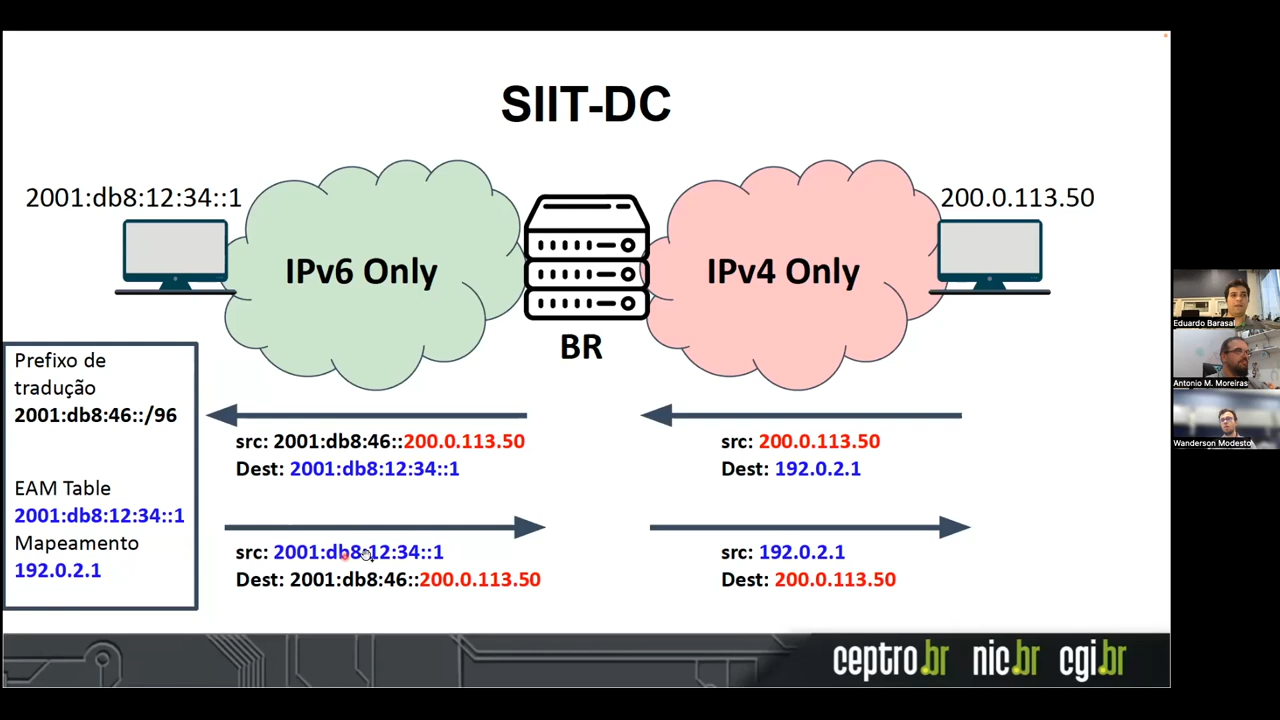 SIIT-DC
2001:db8:12:34::1
200.0.113.50
IPv6 Only
IPv4 Only
BR
Prefixo de
tradução
2001:db8:46::/96
EAM Table
2001:db8:12:34::1
Mapeamento
192.0.2.1
src: 2001:db8:46::200.0.113.50
Dest: 2001:db8:12:34::1
src: 200.0.113.50
Dest: 192.0.2.1
src: 2001:db8:12:34::1
Dest: 2001:db8:46::200.0.113.50
src: 192.0.2.1
Dest: 200.0.113.50
ceptro.br nic.br cgi.br
Eduardo Barasal
Antonio M. Moreiras
Wanderson Modesto